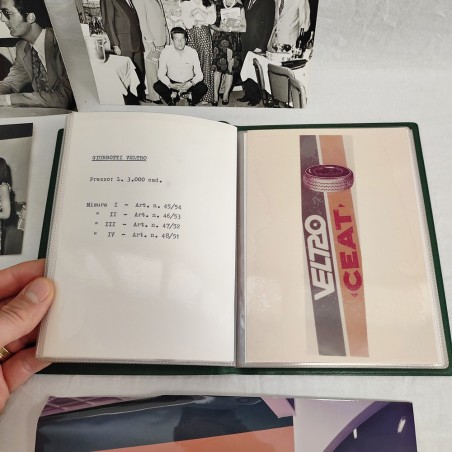 GIUBBOTTI VELTRO
Prezzo: L. 3.000 cad.
Misura I - Art. n. 45/54
" II - Art. n. 46/53
" III - Art. n. 47/52
" IV - Art. n. 48/51
VELTRO
CEAT